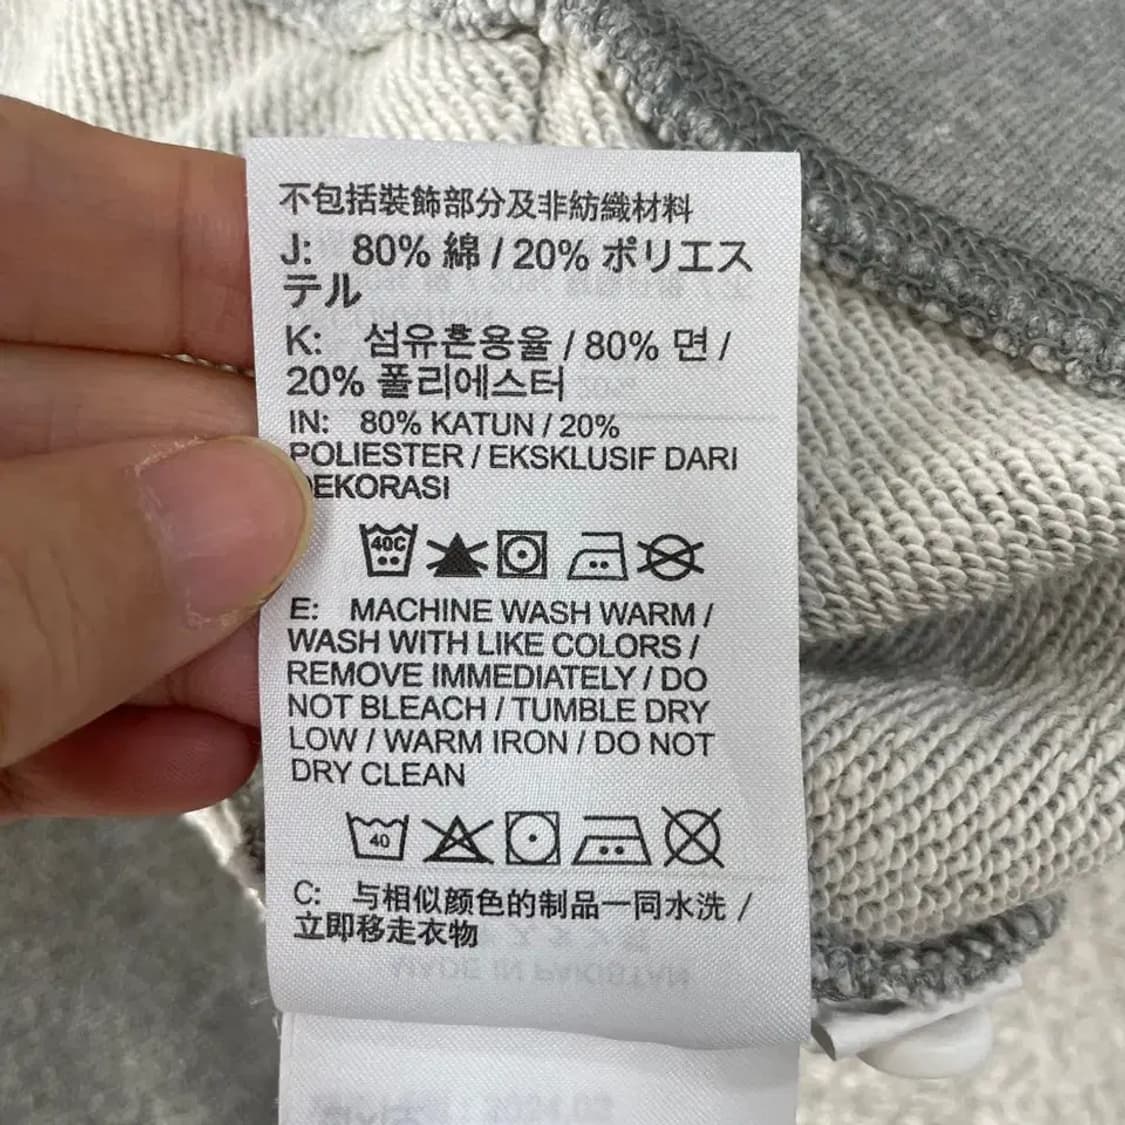 不包括裝飾部分及非紡織材料
J: 80% 綿 / 20% ポリエス
テル
K: 섬유혼용율 / 80% 면 /
20% 폴리에스터
IN: 80% KATUN / 20%
POLIESTER / EKSKLUSIF DARI
DEKORASI
40C
E: MACHINE WASH WARM /
WASH WITH LIKE COLORS /
REMOVE IMMEDIATELY / DO
NOT BLEACH / TUMBLE DRY
LOW / WARM IRON / DO NOT
DRY CLEAN
40
C: 与相似颜色的制品一同水洗 /
立即移走衣物
MADE IN PAKISTAN